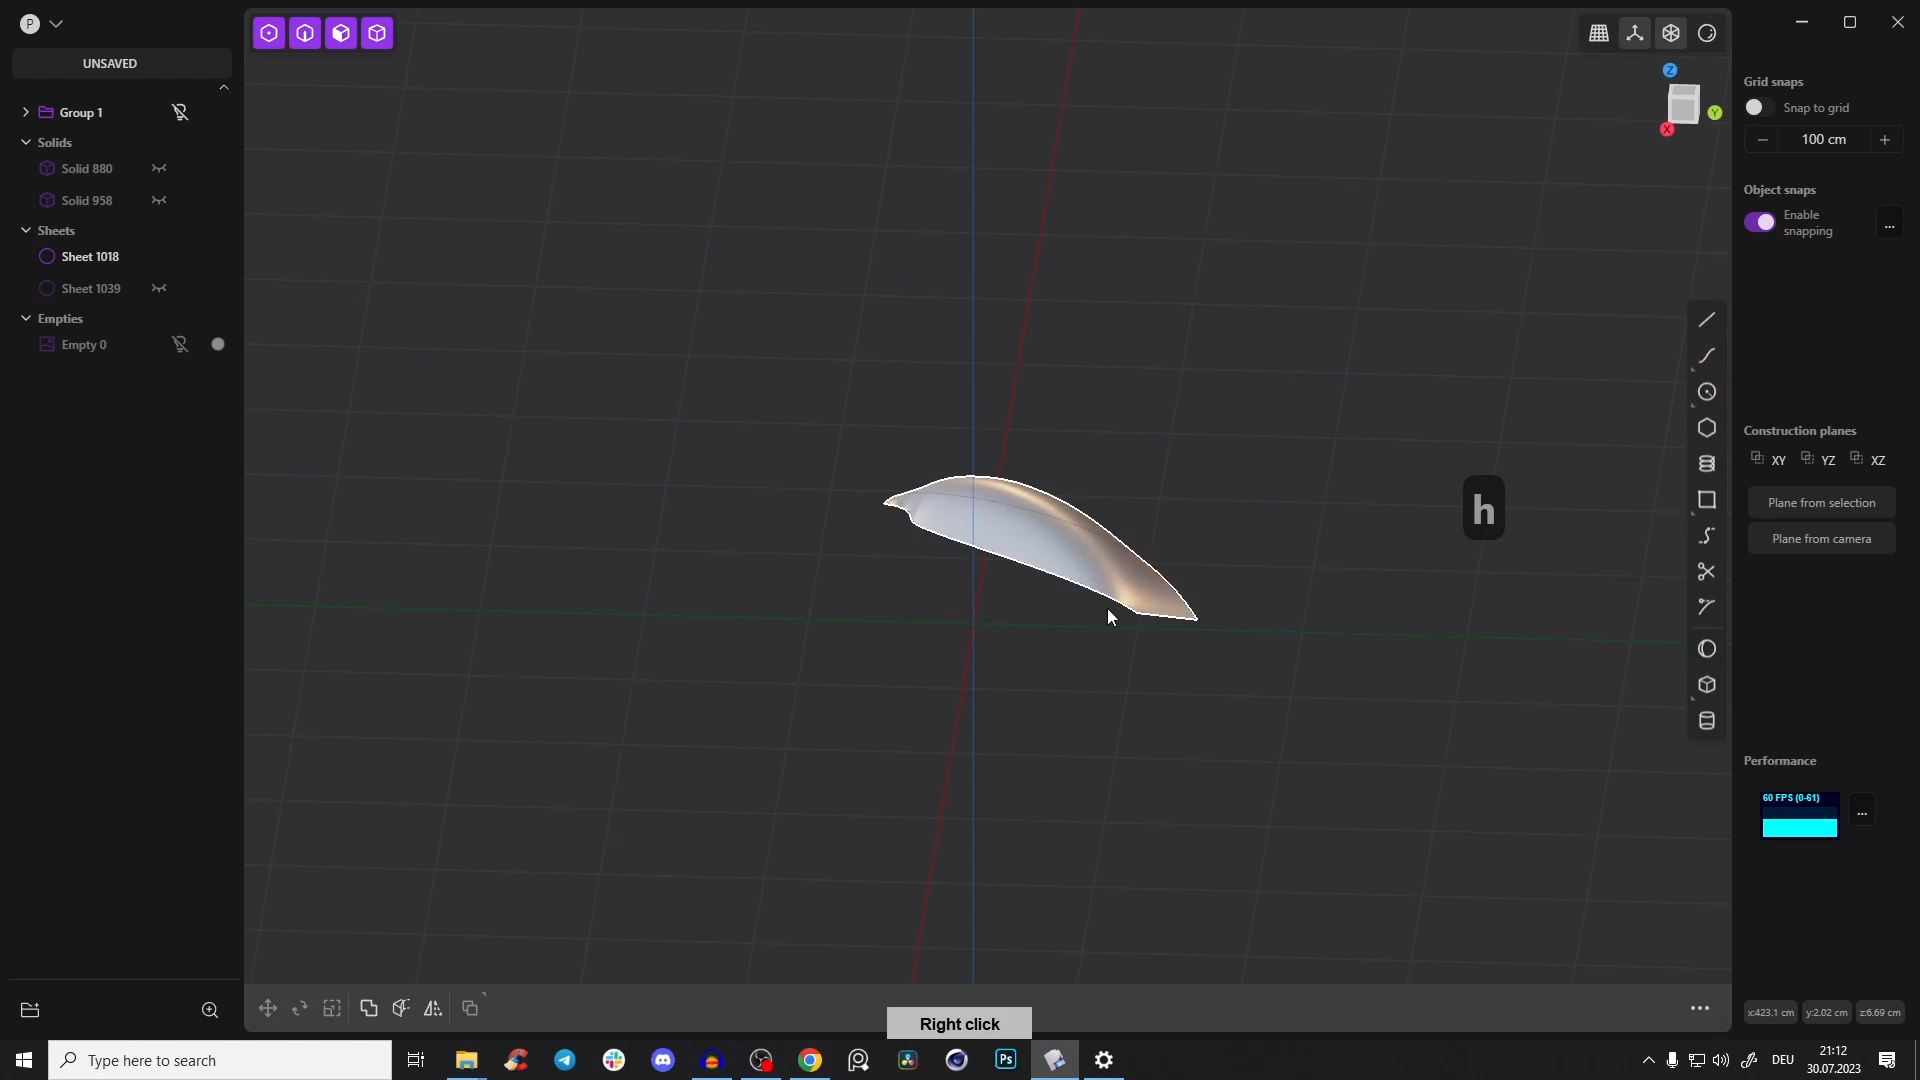 P
UNSAVED
Group 1
Solids
Solid 880
Solid 958
Sheets
Sheet 1018
Sheet 1039
Empties
Empty 0
Z
Y
X
Grid snaps
Snap to grid
100 cm
Object snaps
Enable
snapping
...
Construction planes
XY
YZ
XZ
Plane from selection
Plane from camera
h
Performance
60 FPS (0-61)
...
x:423.1 cm
y:2.02 cm
z:6.69 cm
Right click
Type here to search
Ps
DEU
21:12
30.07.2023